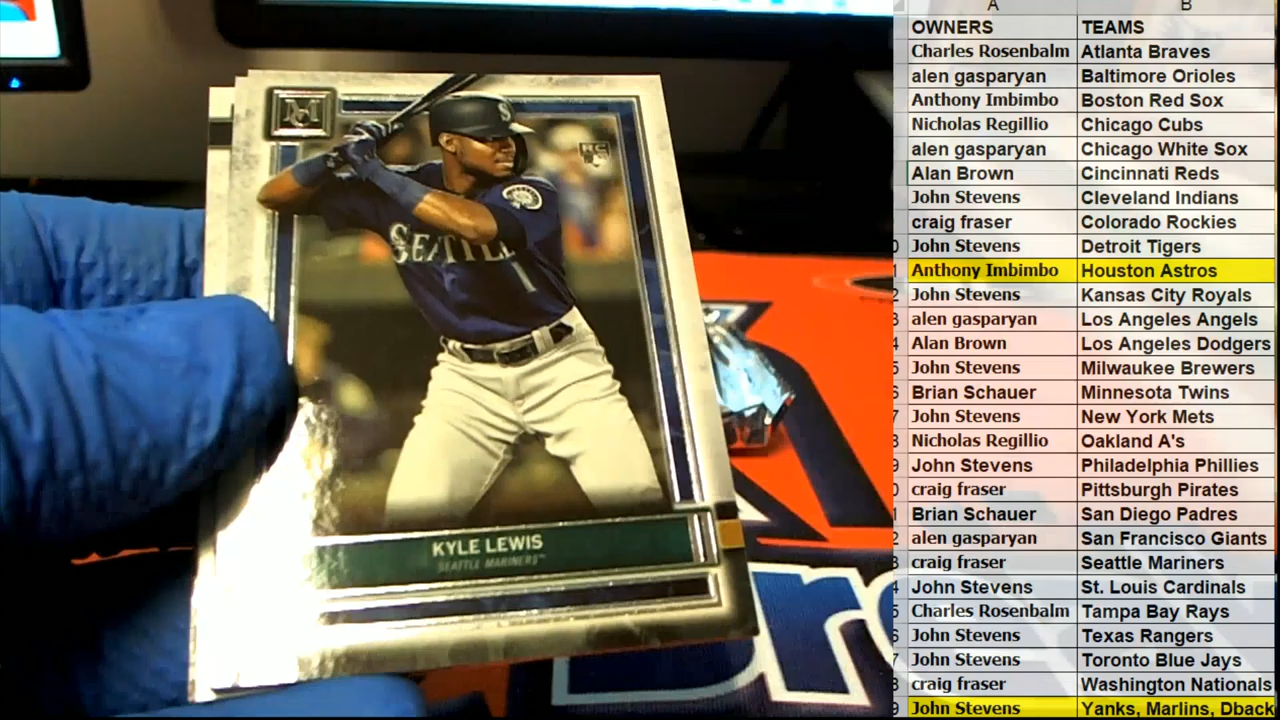 A B
OWNERS TEAMS
Charles Rosenbalm Atlanta Braves
alen gasparyan Baltimore Orioles
Anthony Imbimbo Boston Red Sox
Nicholas Regillio Chicago Cubs
alen gasparyan Chicago White Sox
Alan Brown Cincinnati Reds
John Stevens Cleveland Indians
craig fraser Colorado Rockies
John Stevens Detroit Tigers
Anthony Imbimbo Houston Astros
John Stevens Kansas City Royals
alen gasparyan Los Angeles Angels
Alan Brown Los Angeles Dodgers
John Stevens Milwaukee Brewers
Brian Schauer Minnesota Twins
John Stevens New York Mets
Nicholas Regillio Oakland A's
John Stevens Philadelphia Phillies
craig fraser Pittsburgh Pirates
Brian Schauer San Diego Padres
alen gasparyan San Francisco Giants
craig fraser Seattle Mariners
John Stevens St. Louis Cardinals
Charles Rosenbalm Tampa Bay Rays
John Stevens Texas Rangers
John Stevens Toronto Blue Jays
craig fraser Washington Nationals
John Stevens Yanks, Marlins, Dback
M
S
RC
SEATTLE
1
KYLE LEWIS
SEATTLE MARINERS™
Br